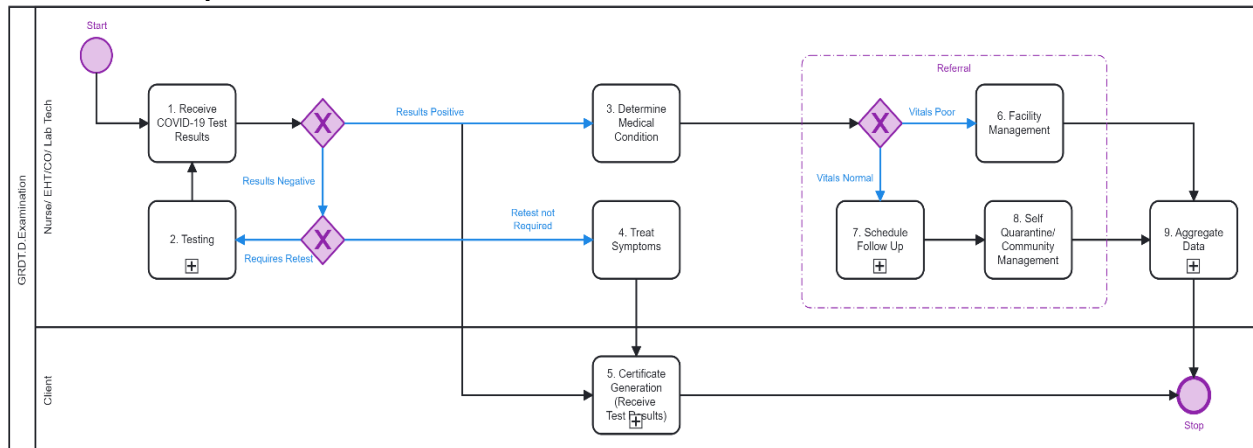 GRDT.D.Examination
Nurse/ EHT/CO/ Lab Tech
Start
1. Receive
COVID-19 Test
Results
X
Results Positive
Results Negative
2. Testing
Requires Retest
X
Retest not
Required
3. Determine
Medical
Condition
4. Treat
Symptoms
Referral
X
Vitals Poor
Vitals Normal
6. Facility
Management
7. Schedule
Follow Up
8. Self
Quarantine/
Community
Management
9. Aggregate
Data
Client
5. Certificate
Generation
(Receive
Test Results)
Stop